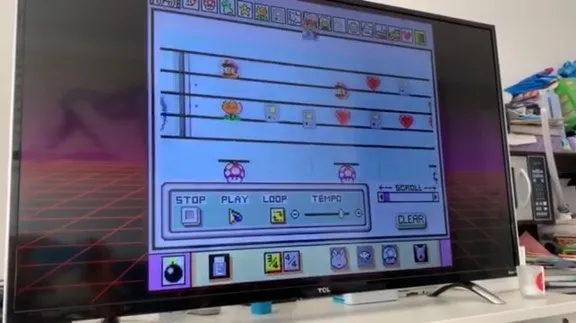 SCROLL
STOP PLAY LOOP TEMPO
CLEAR
3/4 4/4
TCL